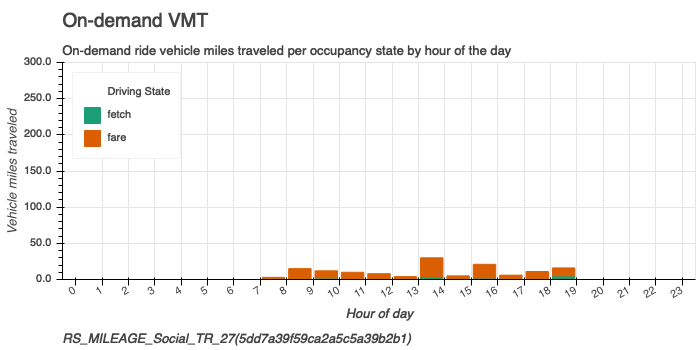 On-demand VMT
On-demand ride vehicle miles traveled per occupancy state by hour of the day
300.0
250.0
200.0
150.0
100.0
50.0
0.0
Vehicle miles traveled
Driving State
fetch
fare
0 1 2 3 4 5 6 7 8 9 10 11 12 13 14 15 16 17 18 19 20 21 22 23
Hour of day
RS_MILEAGE_Social_TR_27(5dd7a39f59ca2a5c5a39b2b1)